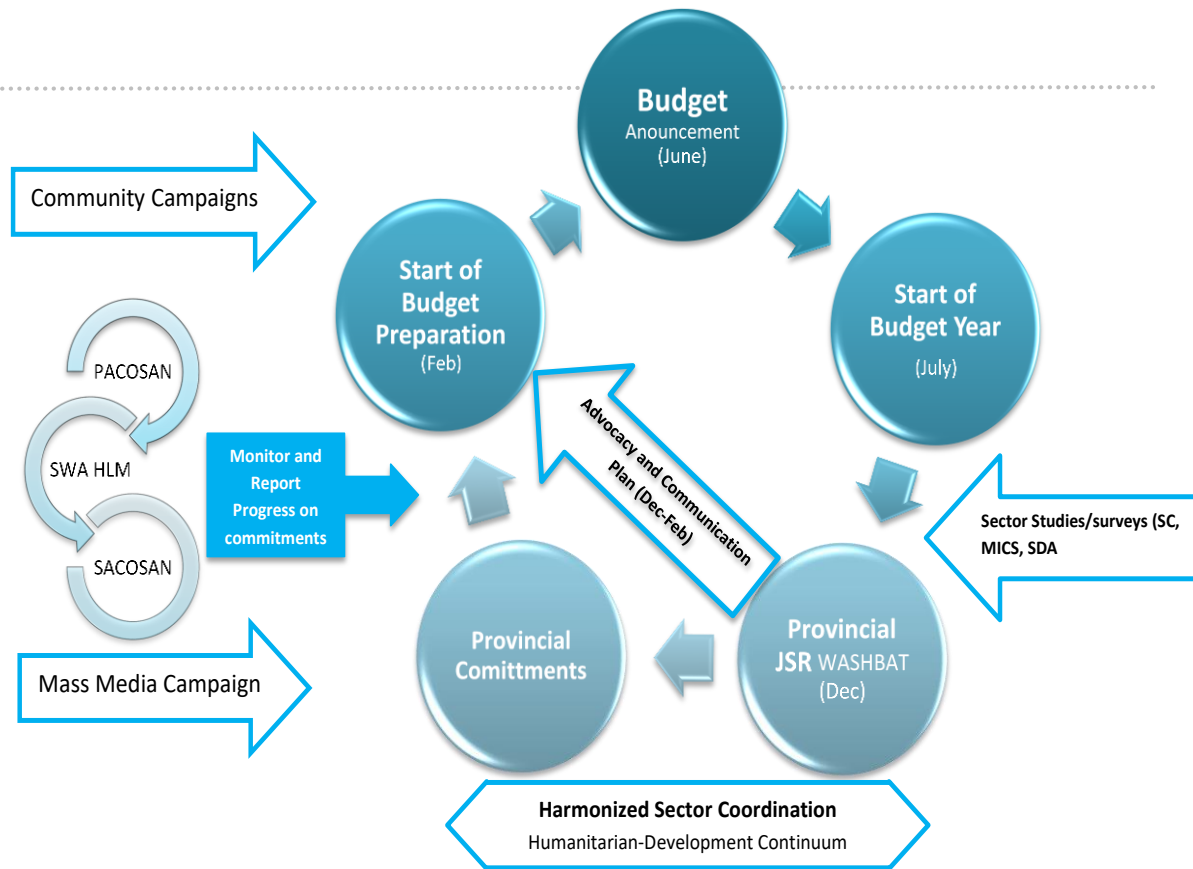 Budget
Anouncement
(June)
Community Campaigns
Start of
Budget
Preparation
(Feb)
Start of
Budget Year
(July)
PACOSAN
SWA HLM
SACOSAN
Monitor and
Report
Progress on
commitments
Advocacy and Communication
Plan (Dec-Feb)
Sector Studies/surveys (SC,
MICS, SDA
Provincial
Comittments
Provincial
JSR WASHBAT
(Dec)
Mass Media Campaign
Harmonized Sector Coordination
Humanitarian-Development Continuum